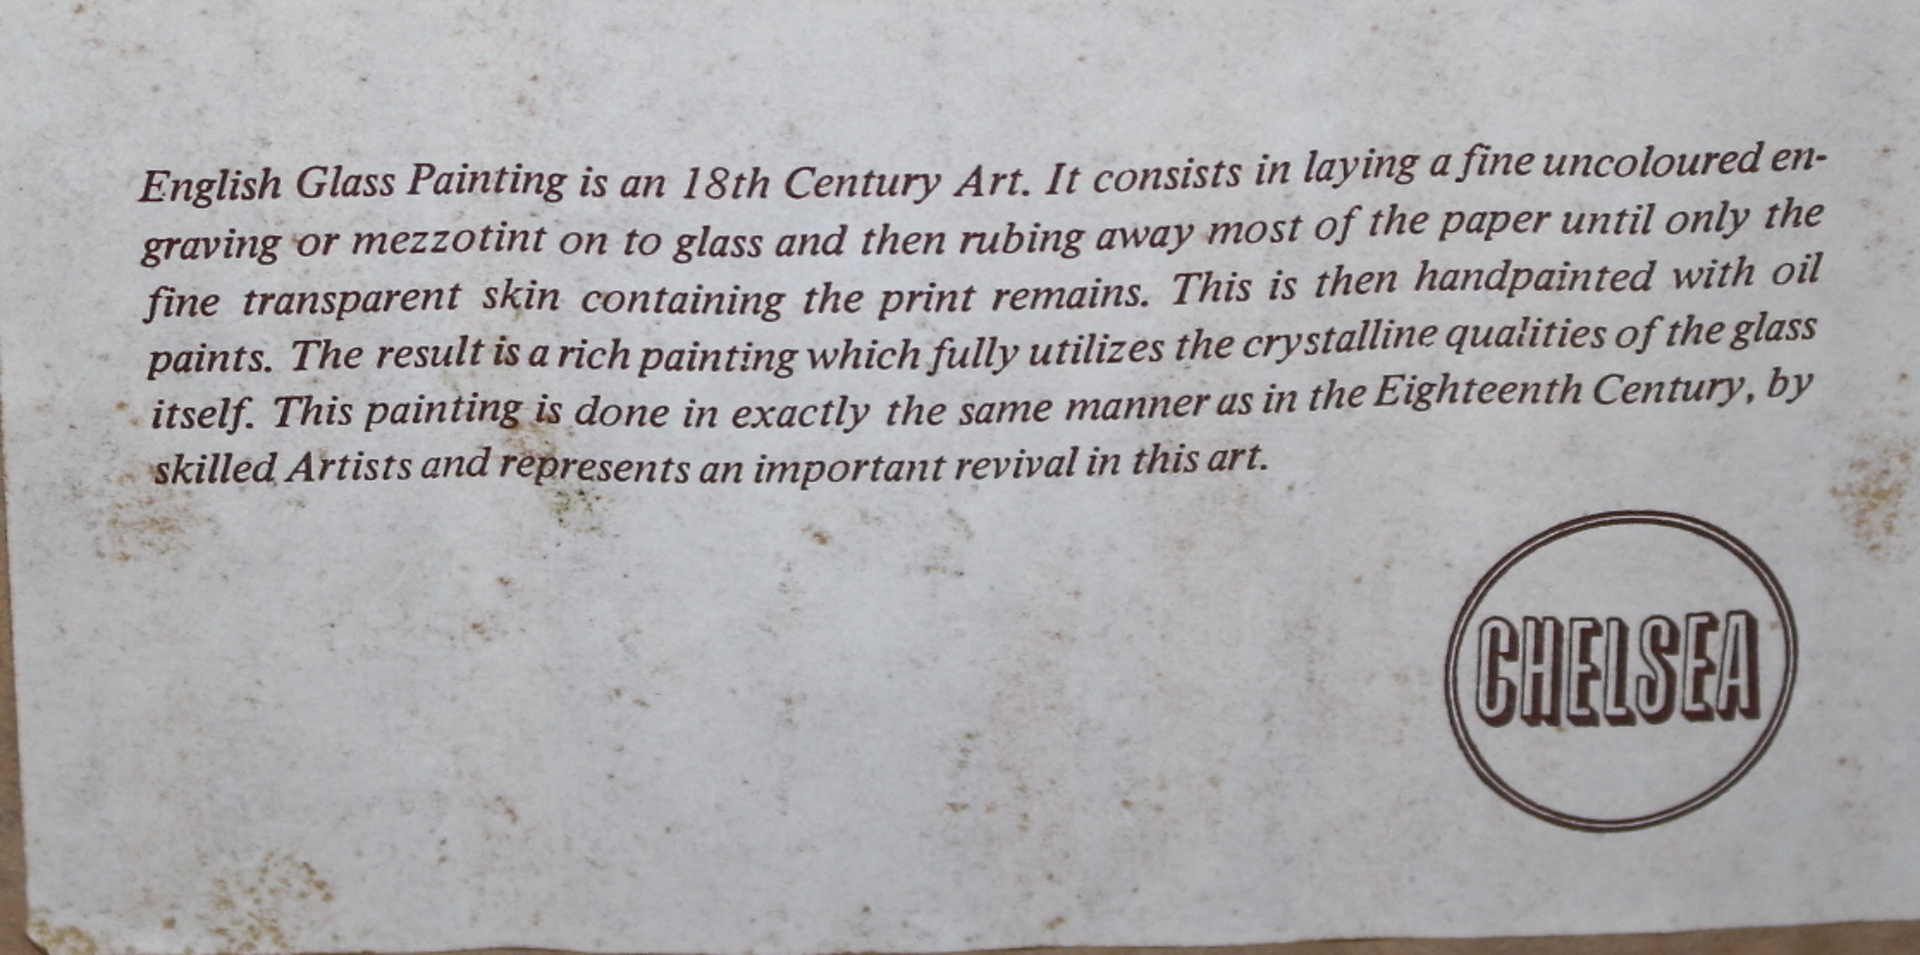 English Glass Painting is an 18th Century Art. It consists in laying a fine uncoloured en-
graving or mezzotint on to glass and then rubing away most of the paper until only the
fine transparent skin containing the print remains. This is then handpainted with oil
paints. The result is a rich painting which fully utilizes the crystalline qualities of the glass
itself. This painting is done in exactly the same manner as in the Eighteenth Century, by
skilled Artists and represents an important revival in this art.
CHELSEA